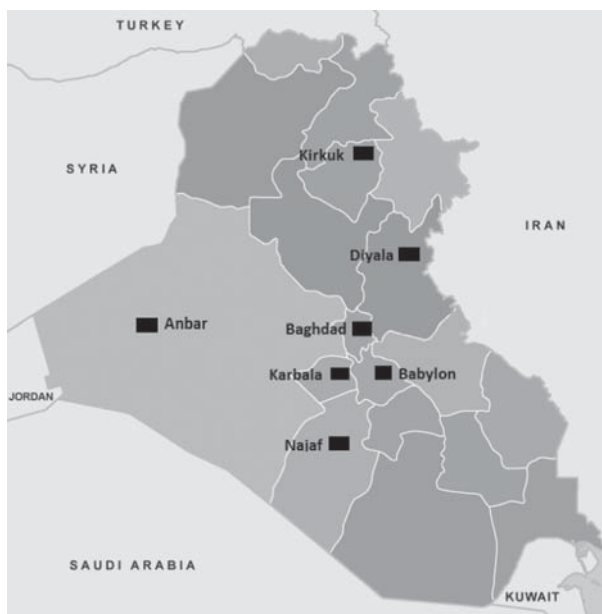 TURKEY
Kirkuk
SYRIA
IRAN
Diyala
Anbar
Baghdad
Karbala
Babylon
JORDAN
Najaf
SAUDI ARABIA
KUWAIT